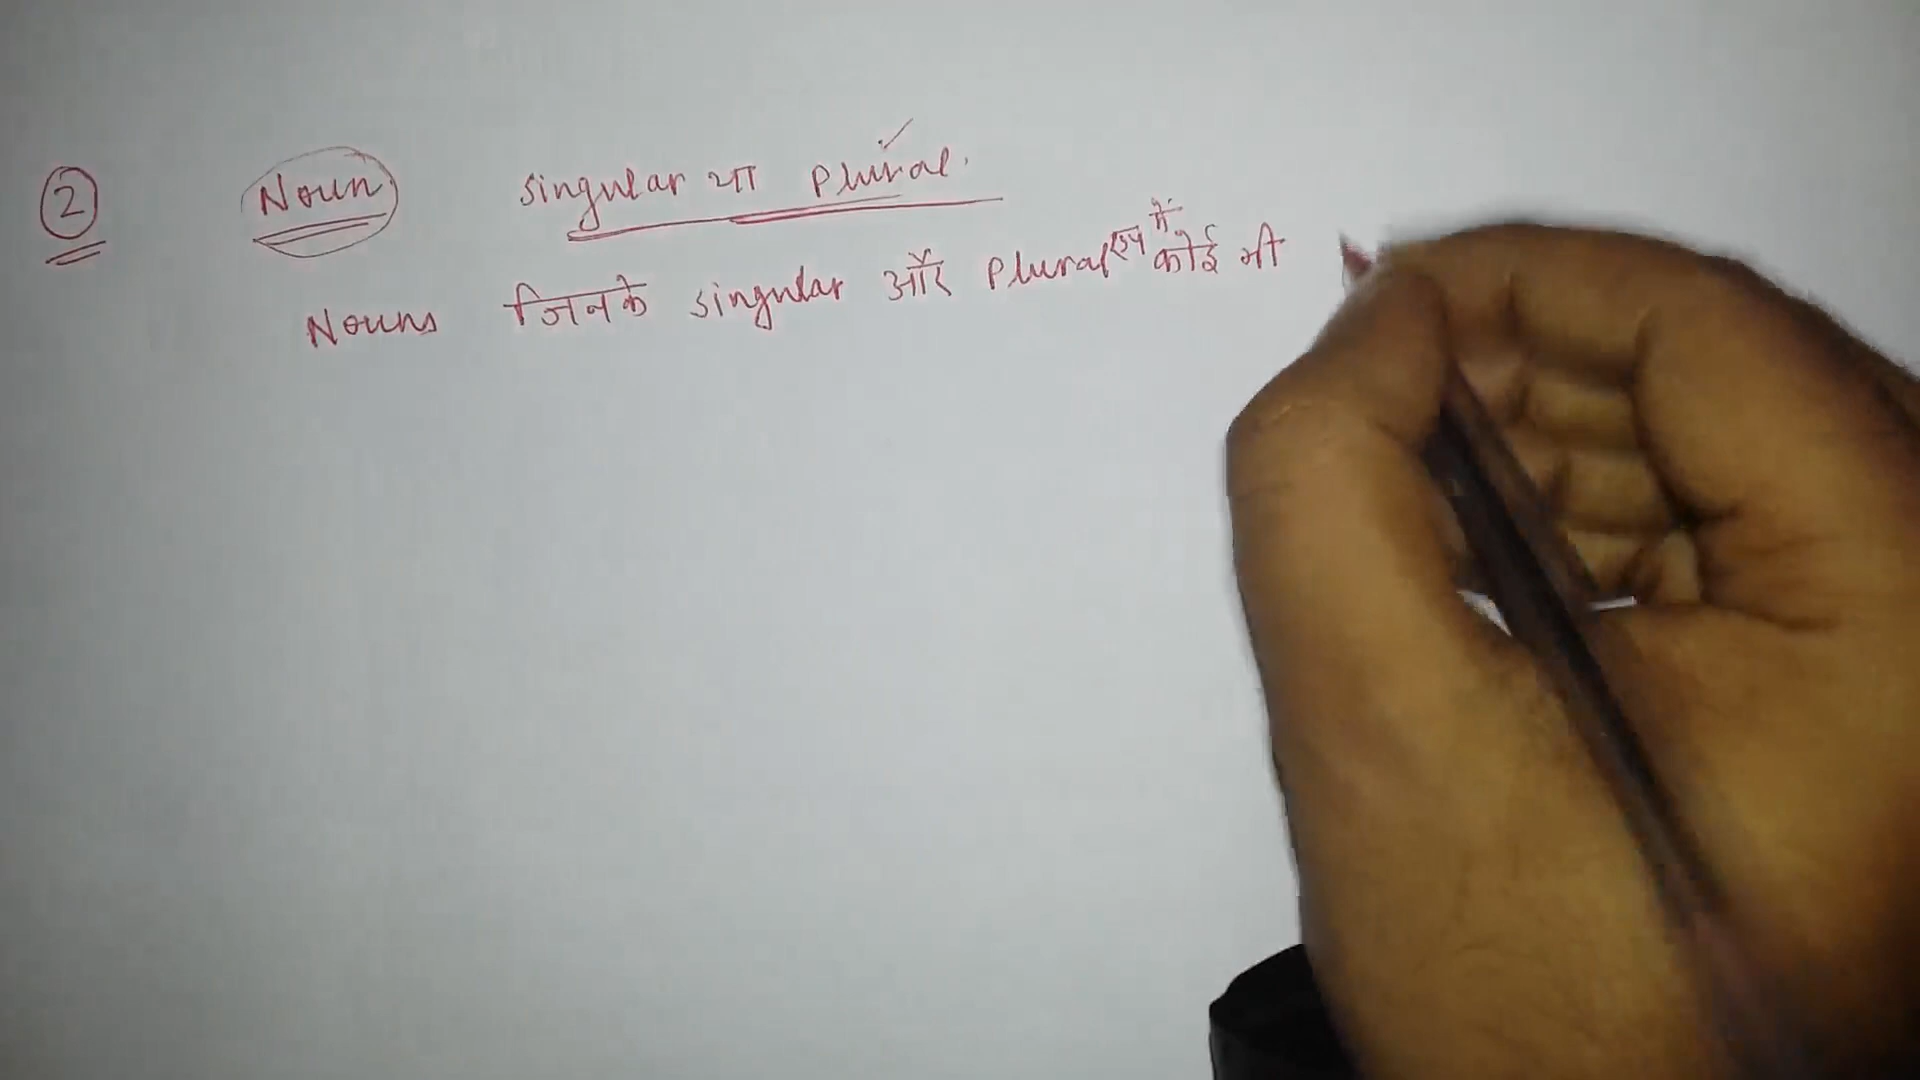 ② Noun singular या plural.
Nouns जिनके singular और plural रूप में कोई भी